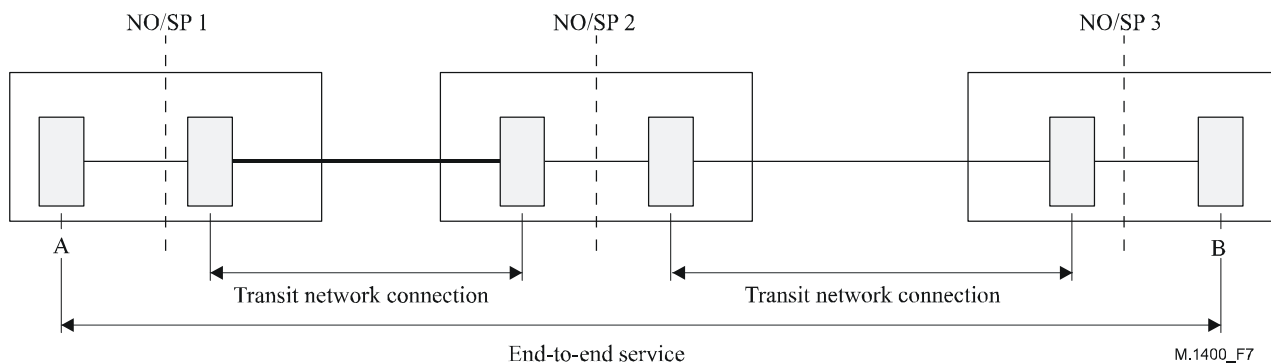 NO/SP 1
NO/SP 2
NO/SP 3
A
B
Transit network connection
Transit network connection
End-to-end service
M.1400_F7